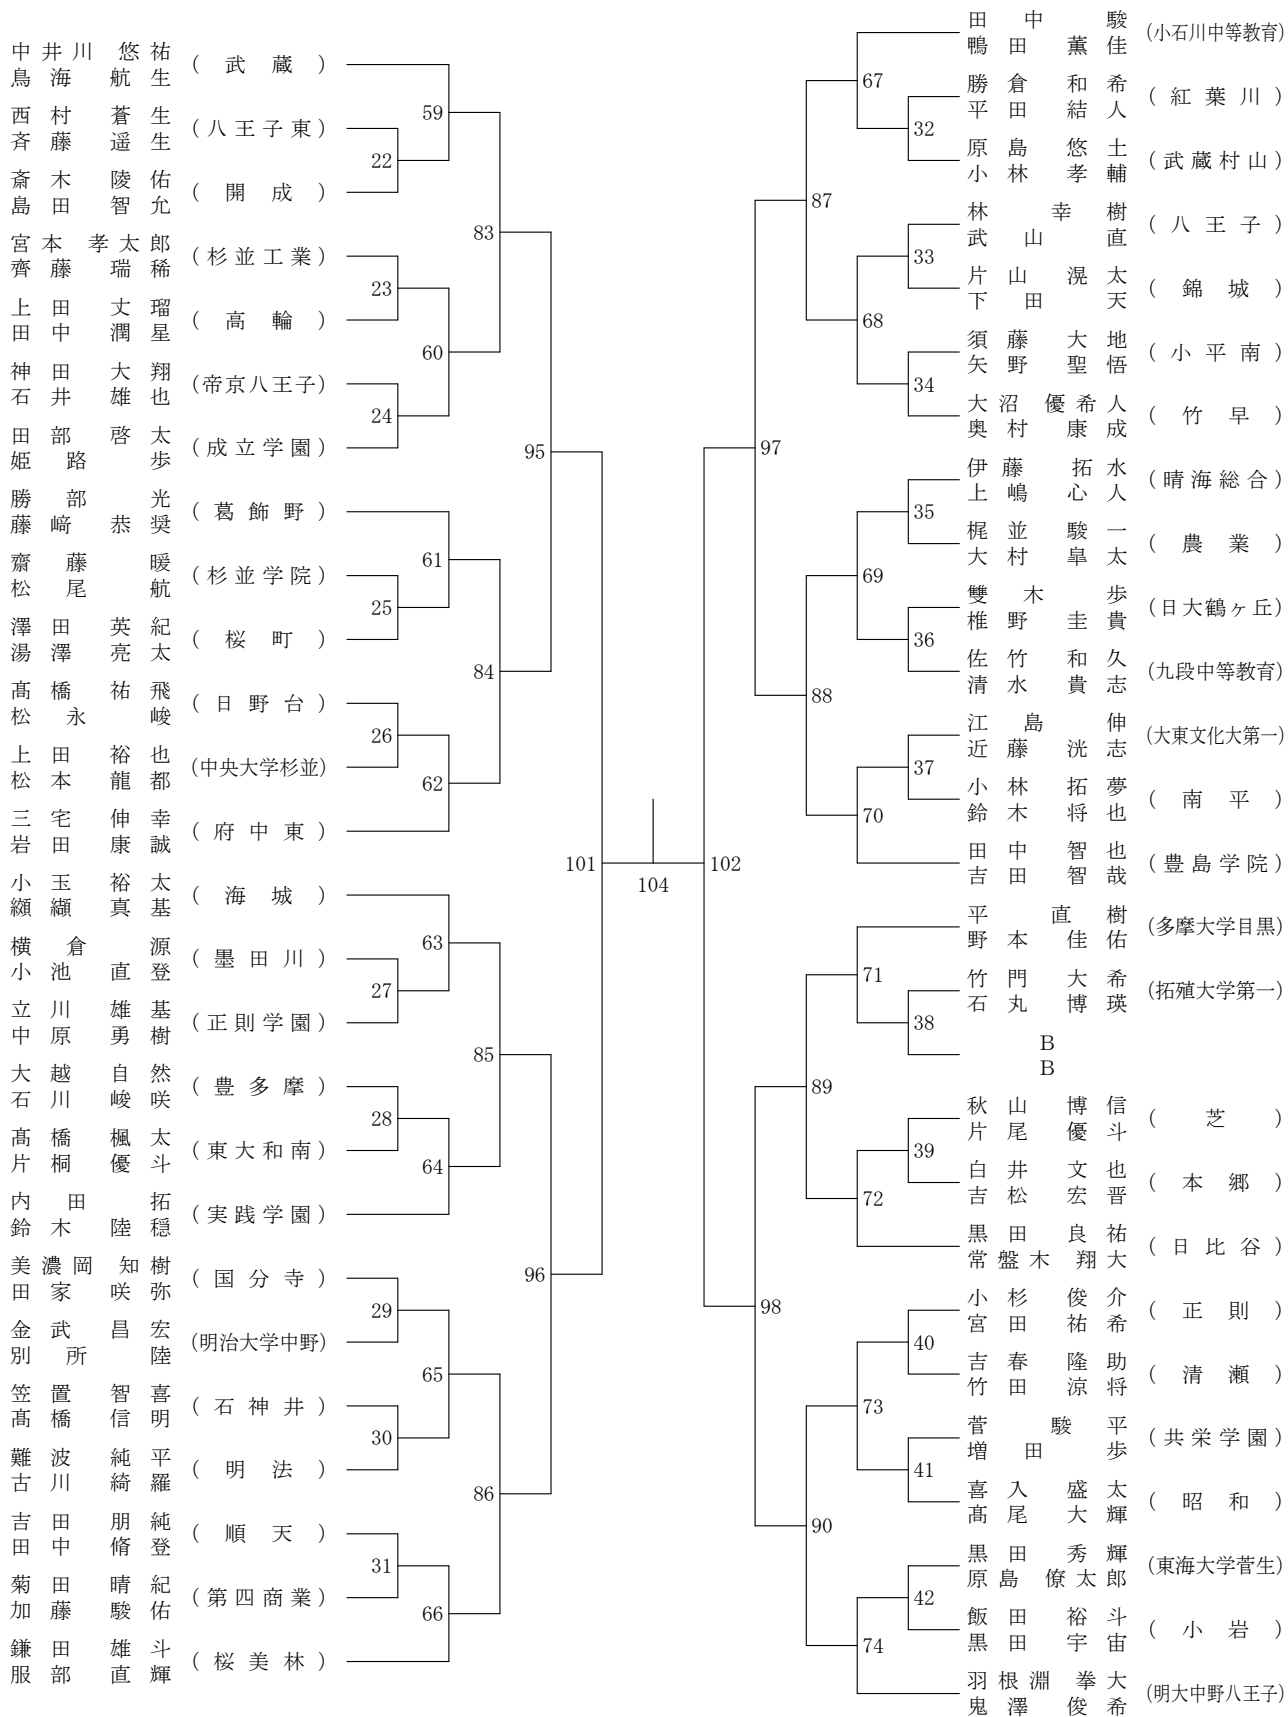 中井川 悠祐
鳥海 航生
(武蔵)
西村 蒼生
斉藤 遥生
(八王子東)
斎木 陵佑
島田 智允
(開成)
宮本 孝太郎
齊藤 瑞稀
(杉並工業)
上田 丈瑠
田中 潤星
(高輪)
神田 大翔
石井 雄也
(帝京八王子)
田部 啓太
姫路 歩
(成立学園)
勝部 光
藤﨑 恭奨
(葛飾野)
齋藤 暖
松尾 航
(杉並学院)
澤田 英紀
湯澤 亮太
(桜町)
髙橋 祐飛
松永 峻
(日野台)
上田 裕也
松本 龍都
(中央大学杉並)
三宅 伸幸
岩田 康誠
(府中東)
小玉 裕太
纐纈 真基
(海城)
横倉 源
小池 直登
(墨田川)
立川 雄基
中原 勇樹
(正則学園)
大越 自然
石川 峻咲
(豊多摩)
髙橋 楓太
片桐 優斗
(東大和南)
内田 拓
鈴木 陸穏
(実践学園)
美濃岡 知樹
田家 咲弥
(国分寺)
金武 昌宏
別所 陸
(明治大学中野)
笠置 智喜
髙橋 信明
(石神井)
難波 純平
古川 綺羅
(明法)
吉田 朋純
田中 脩登
(順天)
菊田 晴紀
加藤 駿佑
(第四商業)
鎌田 雄斗
服部 直輝
(桜美林)
22
23
24
25
26
27
28
29
30
31
59
60
61
62
63
64
65
66
83
84
85
86
95
96
101
104
102
97
98
87
88
89
90
67
68
69
70
71
72
73
74
32
33
34
35
36
37
38
39
40
41
42
田中 駿
鴨田 薫佳
(小石川中等教育)
勝倉 和希
平田 結人
(紅葉川)
原島 悠土
小林 孝輔
(武蔵村山)
林 幸樹
武山 直
(八王子)
片山 滉太
下田 天
(錦城)
須藤 大地
矢野 聖悟
(小平南)
大沼 優希人
奥村 康成
(竹早)
伊藤 拓水
上嶋 心人
(晴海総合)
梶並 駿一
大村 皐太
(農業)
雙木 歩
椎野 圭貴
(日大鶴ヶ丘)
佐竹 和久
清水 貴志
(九段中等教育)
江島 伸
近藤 洸志
(大東文化大第一)
小林 拓夢
鈴木 将也
(南平)
田中 智也
吉田 智哉
(豊島学院)
平 直樹
野本 佳佑
(多摩大学目黒)
竹門 大希
石丸 博瑛
(拓殖大学第一)
B
B
秋山 博信
片尾 優斗
(芝)
白井 文也
吉松 宏晋
(本郷)
黒田 良祐
常盤木 翔大
(日比谷)
小杉 俊介
宮田 祐希
(正則)
吉春 隆助
竹田 涼将
(清瀬)
菅 駿平
増田 歩
(共栄学園)
喜入 盛太
髙尾 大輝
(昭和)
黒田 秀輝
原島 僚太郎
(東海大学菅生)
飯田 裕斗
黒田 宇宙
(小岩)
羽根淵 拳大
鬼澤 俊希
(明大中野八王子)